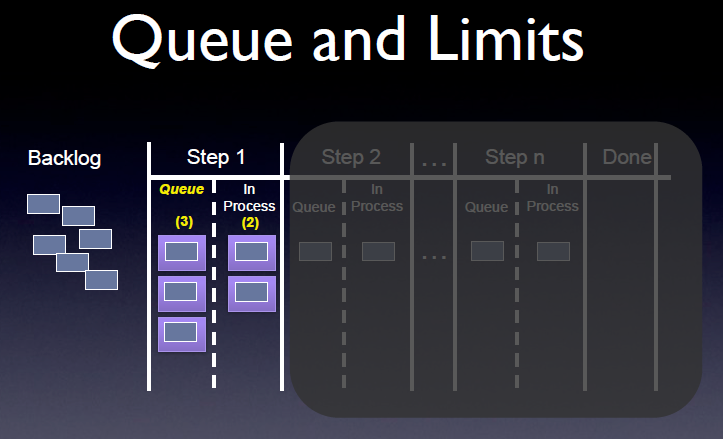 Queue and Limits
Backlog
Step 1
Step 2
...
Step n
Done
Queue
(3)
In
Process
(2)
Queue
In
Process
Queue
In
Process
...